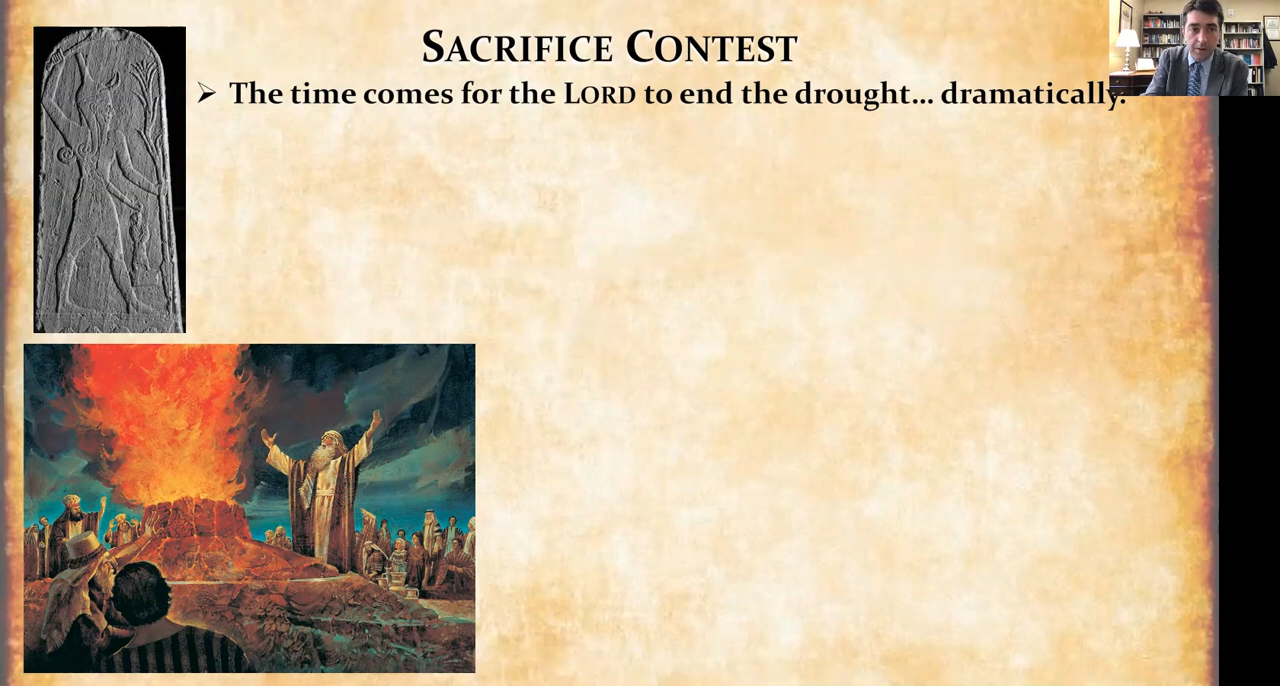 SACRIFICE CONTEST
➢ The time comes for the LORD to end the drought... dramatically.